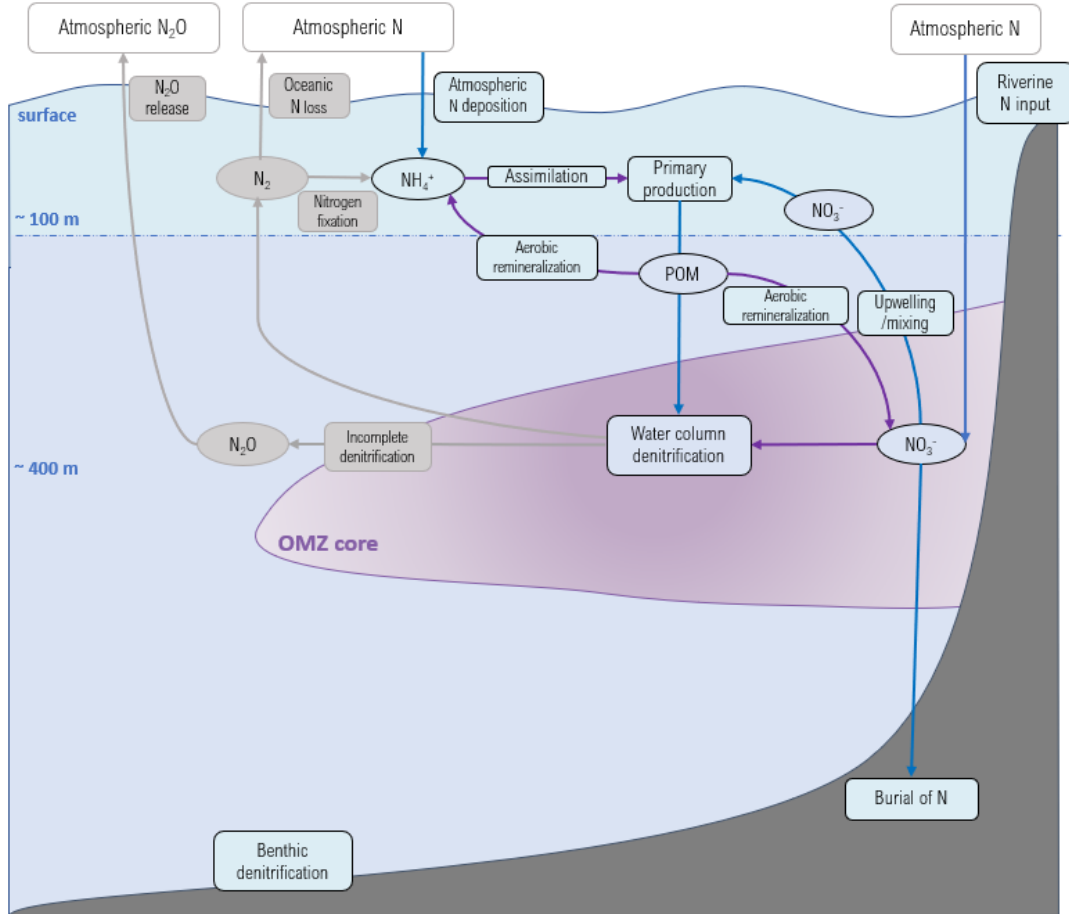 Atmospheric N₂O
Atmospheric N
Atmospheric N
N₂O
release
Oceanic
N loss
Atmospheric
N deposition
Riverine
N input
surface
N₂
Nitrogen
fixation
NH₄⁺
Assimilation
Primary
production
NO₃⁻
~ 100 m
Aerobic
remineralization
POM
Aerobic
remineralization
Upwelling
/mixing
N₂O
Incomplete
denitrification
Water column
denitrification
NO₃⁻
~ 400 m
OMZ core
Burial of N
Benthic
denitrification